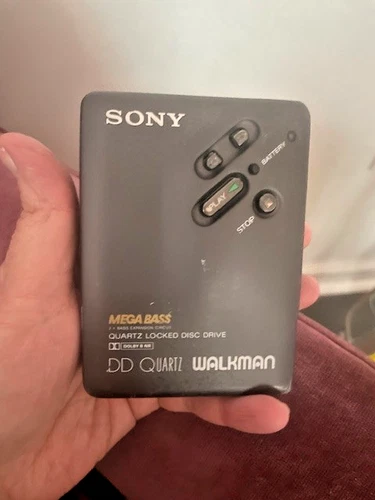 SONY
BATTERY
PLAY
STOP
MEGA BASS
QUARTZ LOCKED DISC DRIVE
DOLBY B NR
DD QUARTZ WALKMAN